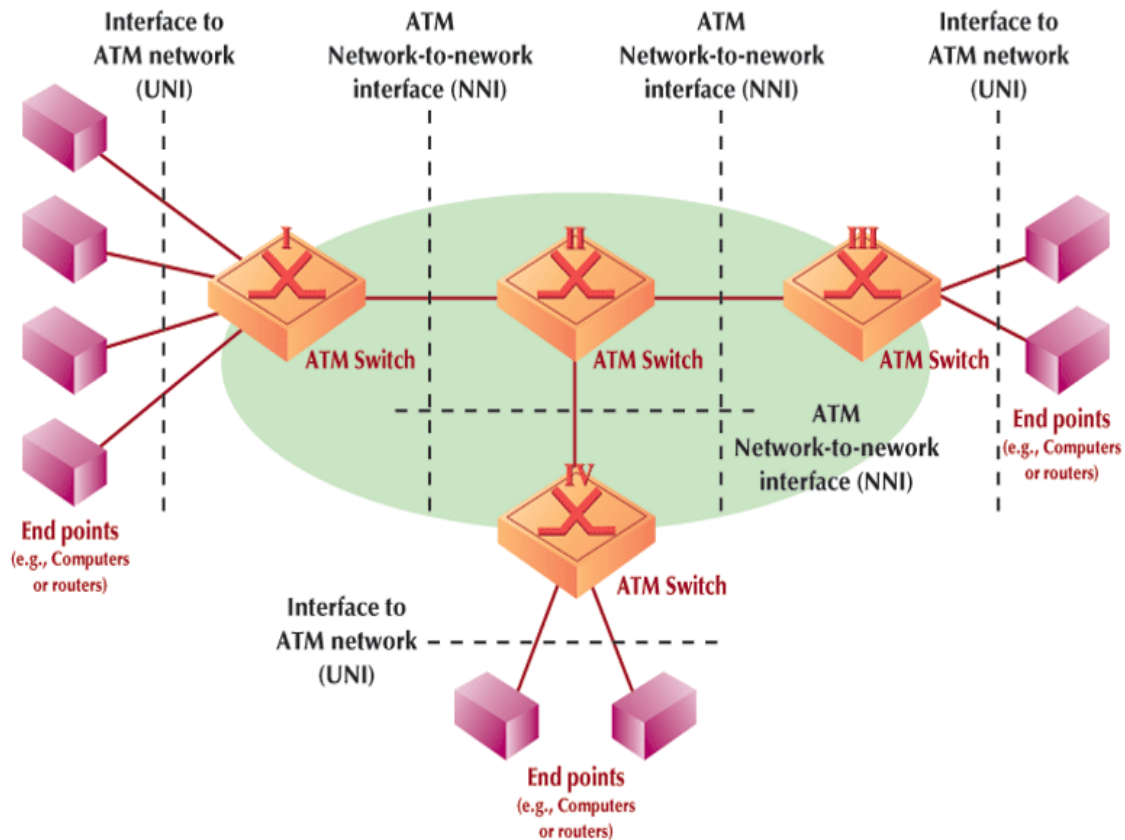 Interface to
ATM network
(UNI)
ATM
Network-to-nework
interface (NNI)
ATM
Network-to-nework
interface (NNI)
Interface to
ATM network
(UNI)
I
II
III
ATM Switch
ATM Switch
ATM Switch
ATM
Network-to-nework
interface (NNI)
End points
(e.g., Computers
or routers)
IV
End points
(e.g., Computers
or routers)
ATM Switch
Interface to
ATM network
(UNI)
End points
(e.g., Computers
or routers)